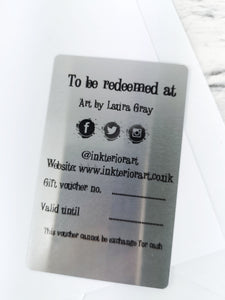 To be redeemed at
Art by Laura Gray
@inkteriorart
Website: www.inkteriorart.co.uk
Gift voucher no.
Valid until
This voucher cannot be exchange for cash